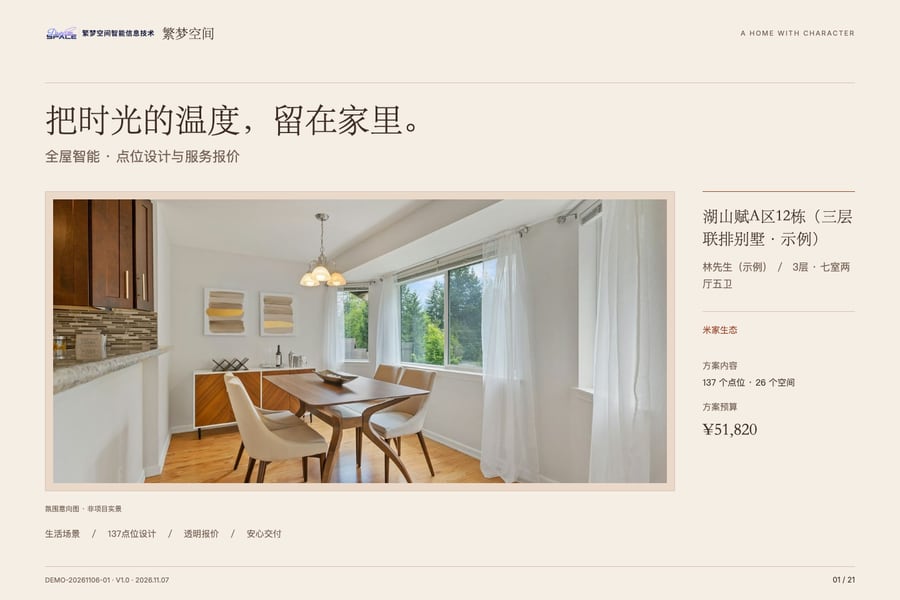 Dream SPACE 繁梦空间智能信息技术 繁梦空间
A HOME WITH CHARACTER
把时光的温度，留在家里。
全屋智能 · 点位设计与服务报价
湖山赋A区12栋（三层
联排别墅 · 示例）
林先生（示例） / 3层 · 七室两
厅五卫
米家生态
方案内容
137 个点位 · 26 个空间
方案预算
¥51,820
氛围意向图 · 非项目实景
生活场景 / 137点位设计 / 透明报价 / 安心交付
DEMO-20261106-01 · V1.0 · 2026.11.07
01 / 21